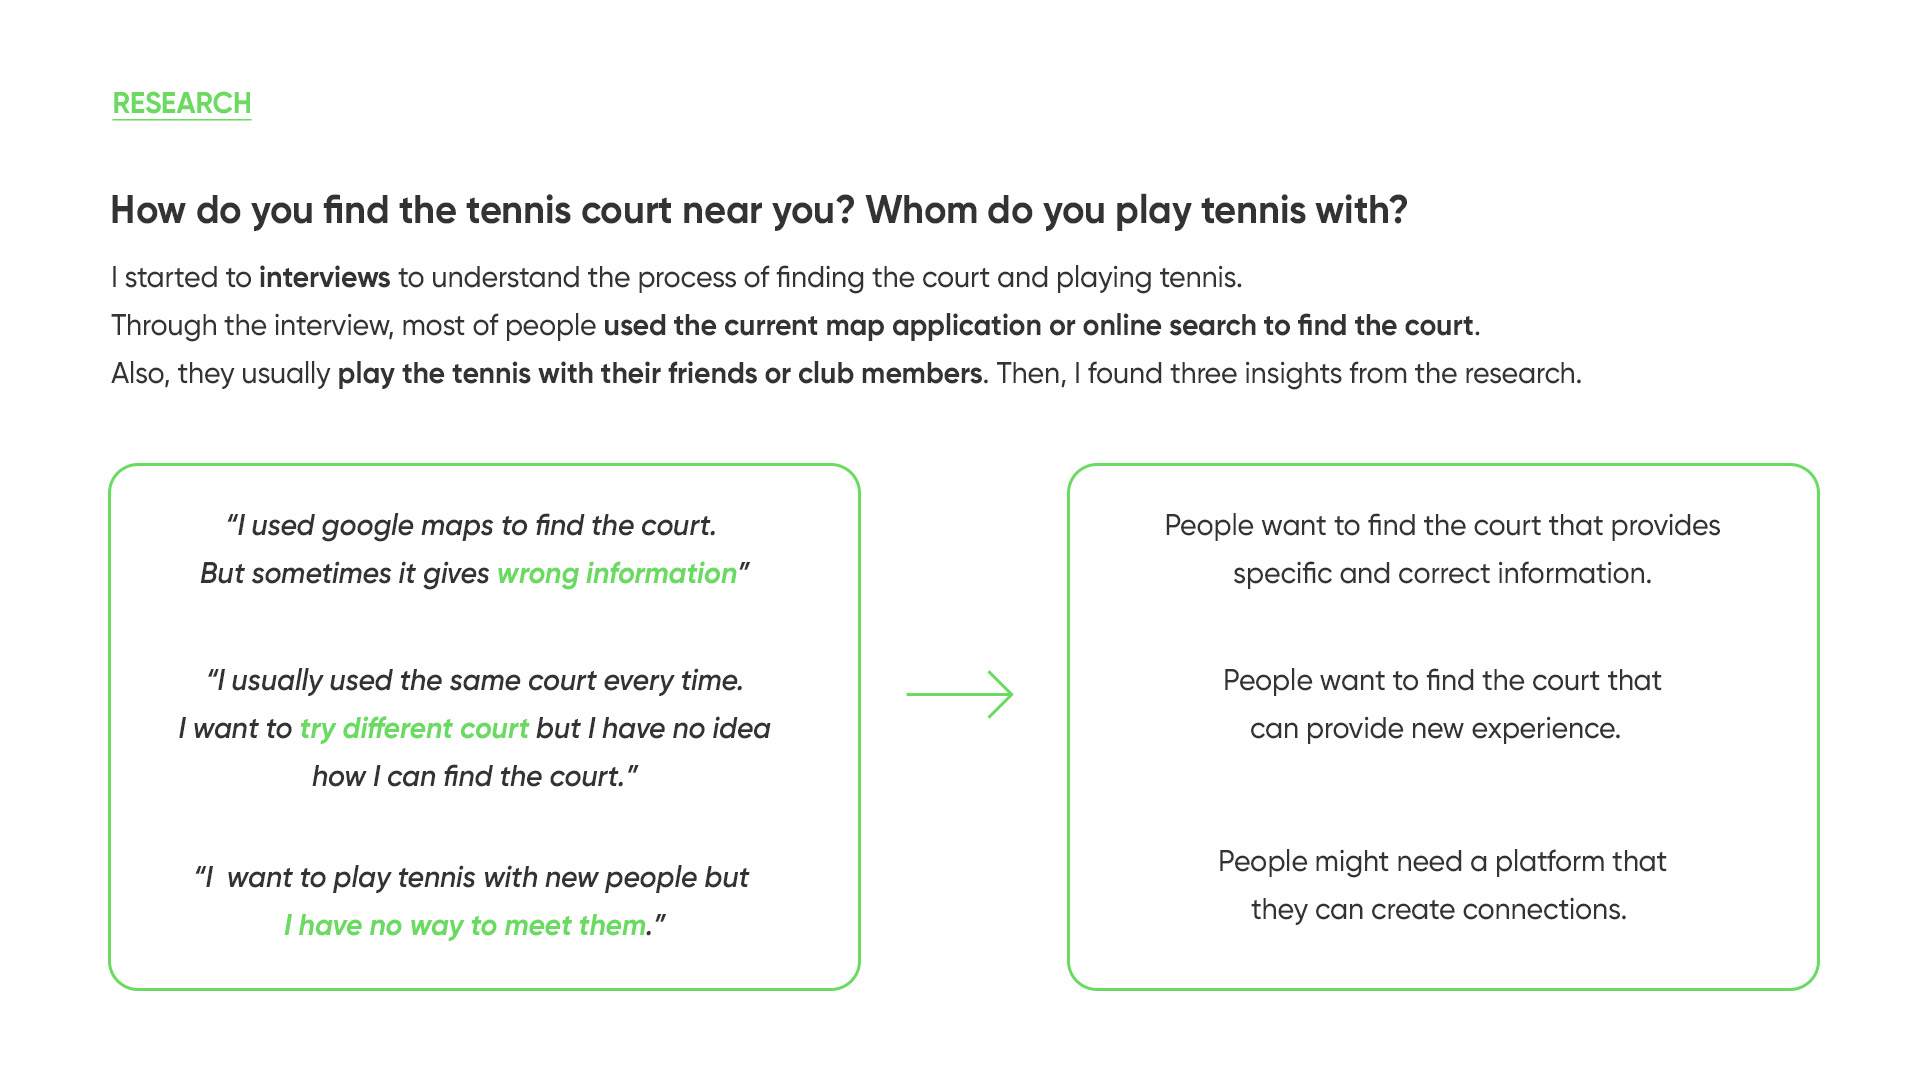 RESEARCH
How do you find the tennis court near you? Whom do you play tennis with?
I started to interviews to understand the process of finding the court and playing tennis.
Through the interview, most of people used the current map application or online search to find the court.
Also, they usually play the tennis with their friends or club members. Then, I found three insights from the research.
“I used google maps to find the court.
But sometimes it gives wrong information”
“I usually used the same court every time.
I want to try different court but I have no idea
how I can find the court.”
“I  want to play tennis with new people but
I have no way to meet them.”
People want to find the court that provides
specific and correct information.
People want to find the court that
can provide new experience.
People might need a platform that
they can create connections.